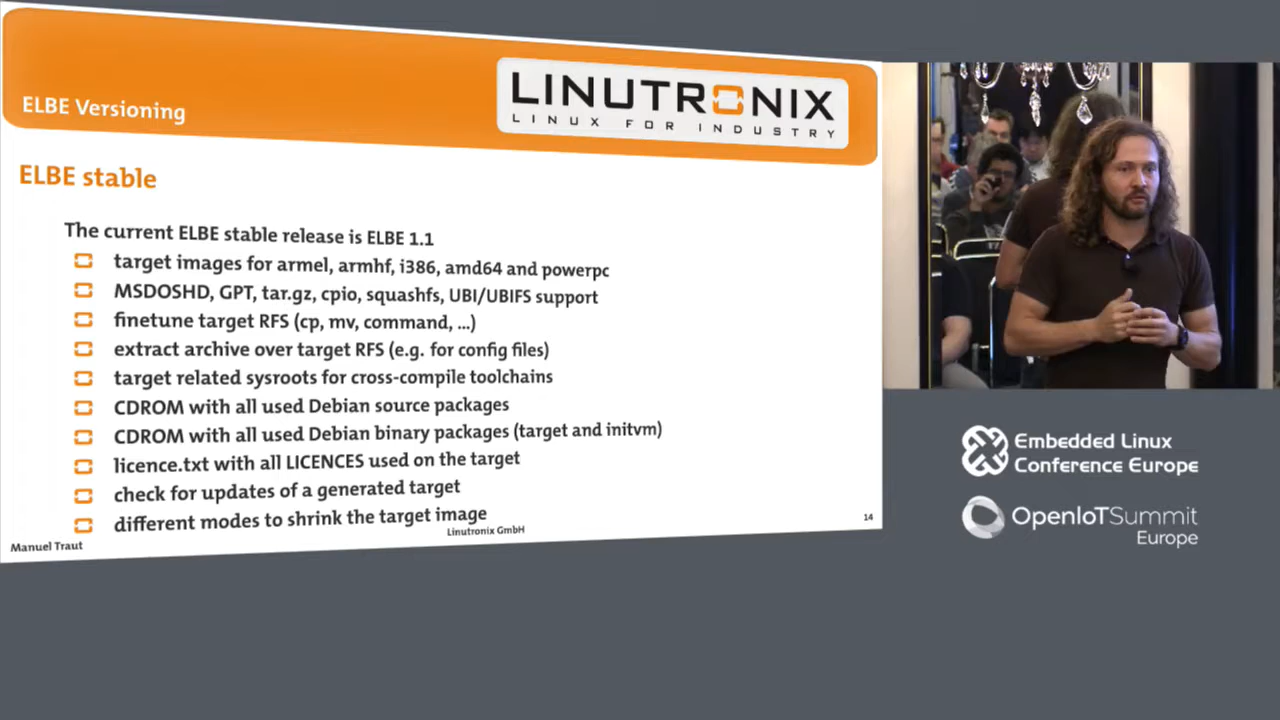 ELBE Versioning
LINUTRONIX
LINUX FOR INDUSTRY
ELBE stable
The current ELBE stable release is ELBE 1.1
target images for armel, armhf, i386, amd64 and powerpc
MSDOSHD, GPT, tar.gz, cpio, squashfs, UBI/UBIFS support
finetune target RFS (cp, mv, command, ...)
extract archive over target RFS (e.g. for config files)
target related sysroots for cross-compile toolchains
CDROM with all used Debian source packages
CDROM with all used Debian binary packages (target and initvm)
licence.txt with all LICENCES used on the target
check for updates of a generated target
different modes to shrink the target image
Manuel Traut
Linutronix GmbH
14
Embedded Linux
Conference Europe
OpenIoTSummit
Europe